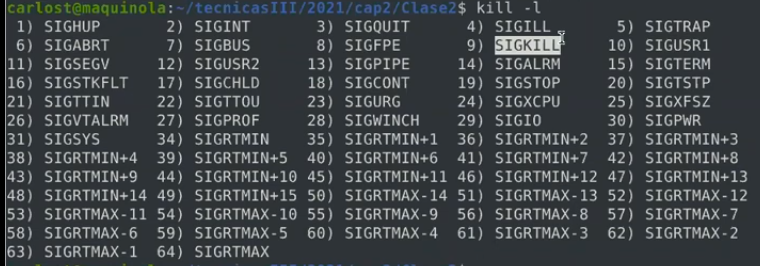 carlost@maquinola:~/tecnicasIII/2021/cap2/Clase2$ kill -l
1) SIGHUP 2) SIGINT 3) SIGQUIT 4) SIGILL 5) SIGTRAP
6) SIGABRT 7) SIGBUS 8) SIGFPE 9) SIGKILL 10) SIGUSR1
11) SIGSEGV 12) SIGUSR2 13) SIGPIPE 14) SIGALRM 15) SIGTERM
16) SIGSTKFLT 17) SIGCHLD 18) SIGCONT 19) SIGSTOP 20) SIGTSTP
21) SIGTTIN 22) SIGTTOU 23) SIGURG 24) SIGXCPU 25) SIGXFSZ
26) SIGVTALRM 27) SIGPROF 28) SIGWINCH 29) SIGIO 30) SIGPWR
31) SIGSYS 34) SIGRTMIN 35) SIGRTMIN+1 36) SIGRTMIN+2 37) SIGRTMIN+3
38) SIGRTMIN+4 39) SIGRTMIN+5 40) SIGRTMIN+6 41) SIGRTMIN+7 42) SIGRTMIN+8
43) SIGRTMIN+9 44) SIGRTMIN+10 45) SIGRTMIN+11 46) SIGRTMIN+12 47) SIGRTMIN+13
48) SIGRTMIN+14 49) SIGRTMIN+15 50) SIGRTMAX-14 51) SIGRTMAX-13 52) SIGRTMAX-12
53) SIGRTMAX-11 54) SIGRTMAX-10 55) SIGRTMAX-9 56) SIGRTMAX-8 57) SIGRTMAX-7
58) SIGRTMAX-6 59) SIGRTMAX-5 60) SIGRTMAX-4 61) SIGRTMAX-3 62) SIGRTMAX-2
63) SIGRTMAX-1 64) SIGRTMAX